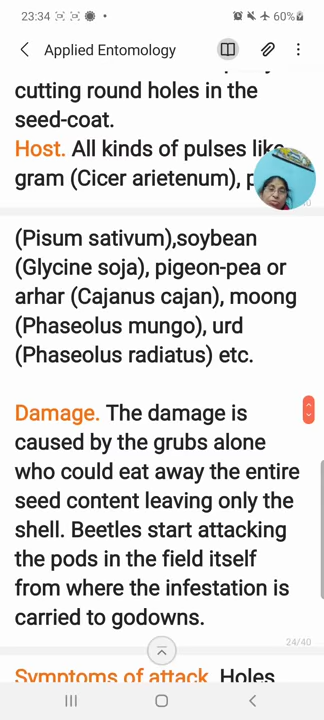 23:34
60%
Applied Entomology
cutting round holes in the
seed-coat.
Host. All kinds of pulses like
gram (Cicer arietenum),
(Pisum sativum),soybean
(Glycine soja), pigeon-pea or
arhar (Cajanus cajan), moong
(Phaseolus mungo), urd
(Phaseolus radiatus) etc.
Damage. The damage is
caused by the grubs alone
who could eat away the entire
seed content leaving only the
shell. Beetles start attacking
the pods in the field itself
from where the infestation is
carried to godowns.
24/40
Symptoms of attack. Holes